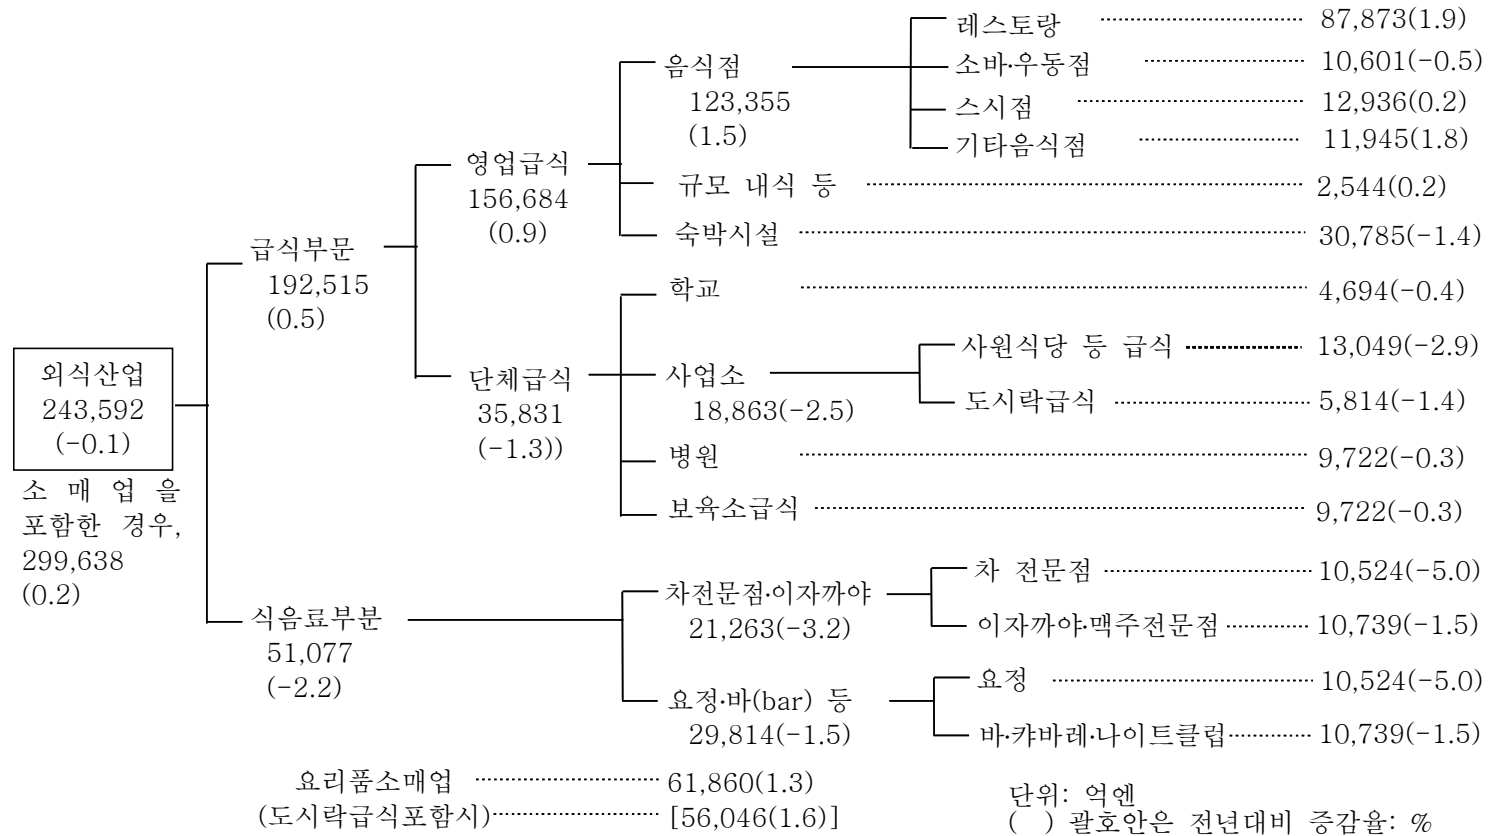 레스토랑 87,873(1.9)
소바·우동점 10,601(-0.5)
스시점 12,936(0.2)
기타음식점 11,945(1.8)
음식점
123,355
(1.5)
영업급식
156,684
(0.9)
규모 내식 등 2,544(0.2)
숙박시설 30,785(-1.4)
급식부문
192,515
(0.5)
학교 4,694(-0.4)
외식산업
243,592
(-0.1)
소 매 업 을
포함한 경우,
299,638
(0.2)
단체급식
35,831
(-1.3))
사업소
18,863(-2.5)
사원식당 등 급식 13,049(-2.9)
도시락급식 5,814(-1.4)
병원 9,722(-0.3)
보육소급식 9,722(-0.3)
식음료부분
51,077
(-2.2)
차전문점·이자까야
21,263(-3.2)
차 전문점 10,524(-5.0)
이자까야·맥주전문점 10,739(-1.5)
요정·바(bar) 등
29,814(-1.5)
요정 10,524(-5.0)
바·캬바레·나이트클럽 10,739(-1.5)
요리품소매업 61,860(1.3)
(도시락급식포함시) [56,046(1.6)]
단위: 억엔
( ) 괄호안은 전년대비 증감율: %